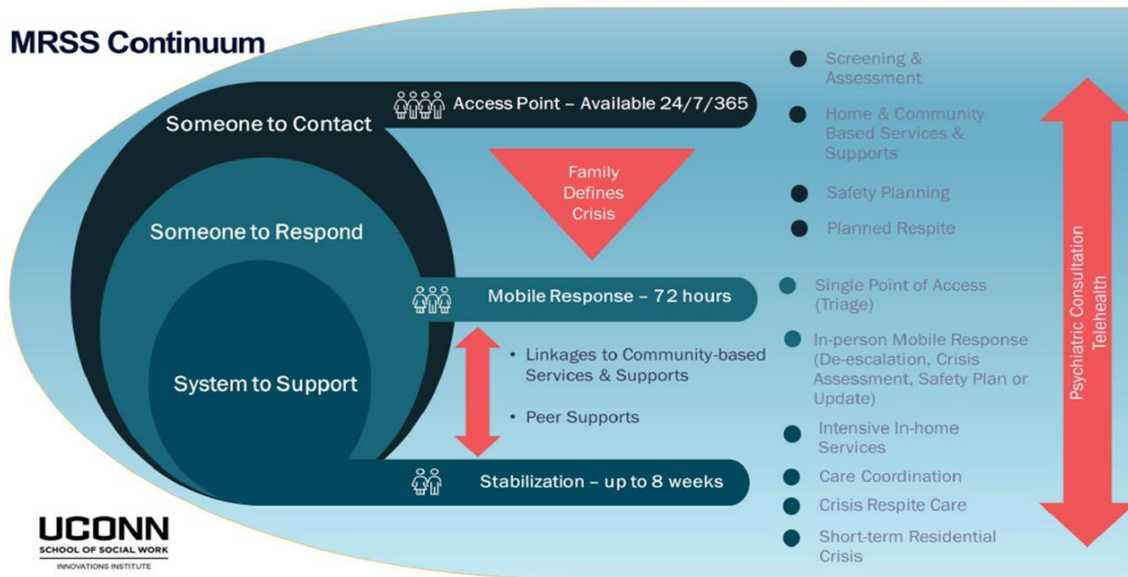 MRSS Continuum
Someone to Contact
Access Point – Available 24/7/365
Family
Defines
Crisis
Someone to Respond
Mobile Response – 72 hours
• Linkages to Community-based
Services & Supports
• Peer Supports
System to Support
Stabilization – up to 8 weeks
Screening &
Assessment
Home & Community
Based Services &
Supports
Safety Planning
Planned Respite
Single Point of Access
(Triage)
In-person Mobile Response
(De-escalation, Crisis
Assessment, Safety Plan or
Update)
Intensive In-home
Services
Care Coordination
Crisis Respite Care
Short-term Residential
Crisis
Psychiatric Consultation
Telehealth
UCONN
SCHOOL OF SOCIAL WORK
INNOVATIONS INSTITUTE